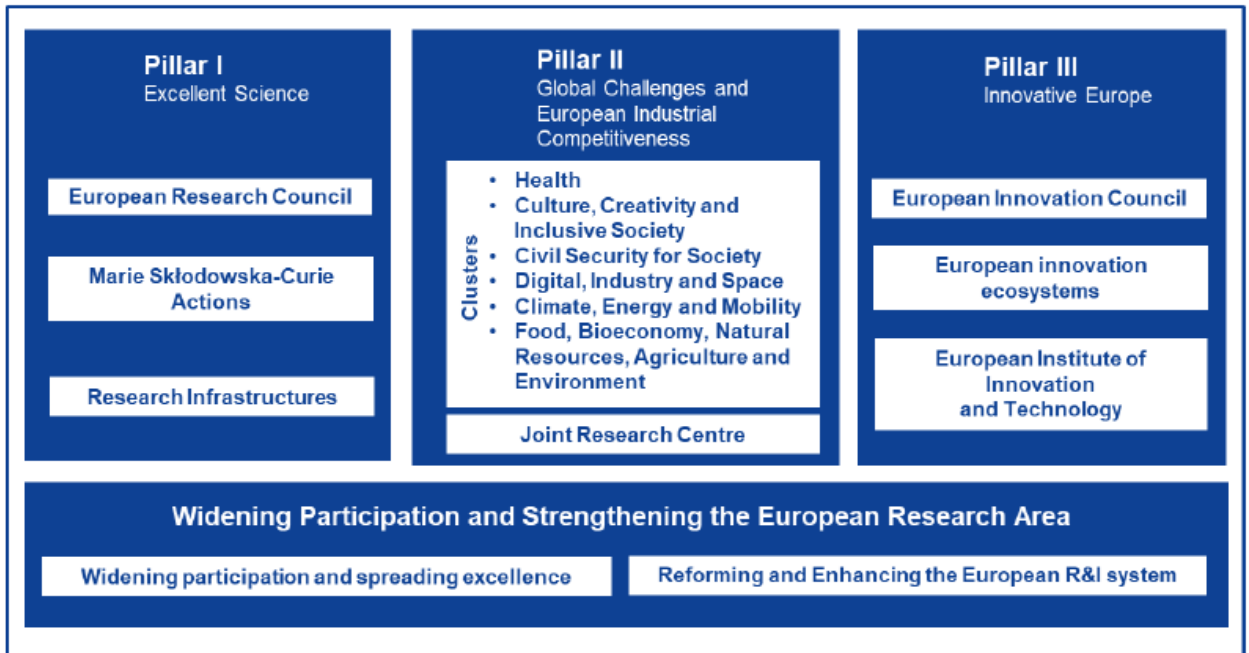 Pillar I
Excellent Science
European Research Council
Marie Skłodowska-Curie
Actions
Research Infrastructures
Pillar II
Global Challenges and
European Industrial
Competitiveness
Clusters
• Health
• Culture, Creativity and
Inclusive Society
• Civil Security for Society
• Digital, Industry and Space
• Climate, Energy and Mobility
• Food, Bioeconomy, Natural
Resources, Agriculture and
Environment
Joint Research Centre
Pillar III
Innovative Europe
European Innovation Council
European innovation
ecosystems
European Institute of
Innovation
and Technology
Widening Participation and Strengthening the European Research Area
Widening participation and spreading excellence
Reforming and Enhancing the European R&I system